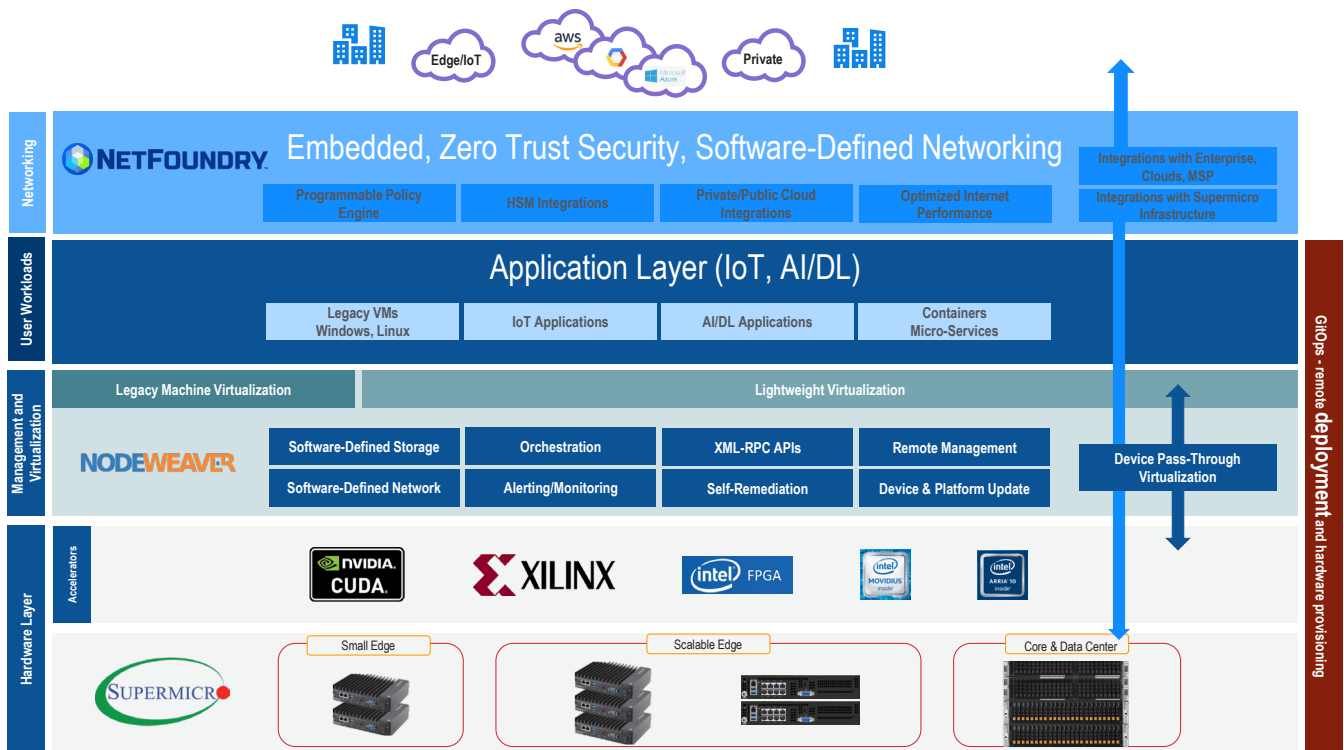 aws
Edge/IoT
Private
Microsoft
Azure
Networking
NETFOUNDRY
Embedded, Zero Trust Security, Software-Defined Networking
Programmable Policy
Engine
HSM Integrations
Private/Public Cloud
Integrations
Optimized Internet
Performance
Integrations with Enterprise,
Clouds, MSP
Integrations with Supermicro
Infrastructure
User Workloads
Application Layer (IoT, AI/DL)
Legacy VMs
Windows, Linux
IoT Applications
AI/DL Applications
Containers
Micro-Services
GitOps - remote deployment and hardware provisioning
Management and
Virtualization
Legacy Machine Virtualization
Lightweight Virtualization
NODEWEAVER
Software-Defined Storage
Orchestration
XML-RPC APIs
Remote Management
Software-Defined Network
Alerting/Monitoring
Self-Remediation
Device & Platform Update
Device Pass-Through
Virtualization
Hardware Layer
Accelerators
NVIDIA.
CUDA.
XILINX
intel FPGA
intel
MOVIDIUS
inside
intel
ARRIA 10
inside
SUPERMICRO
Small Edge
Scalable Edge
Core & Data Center